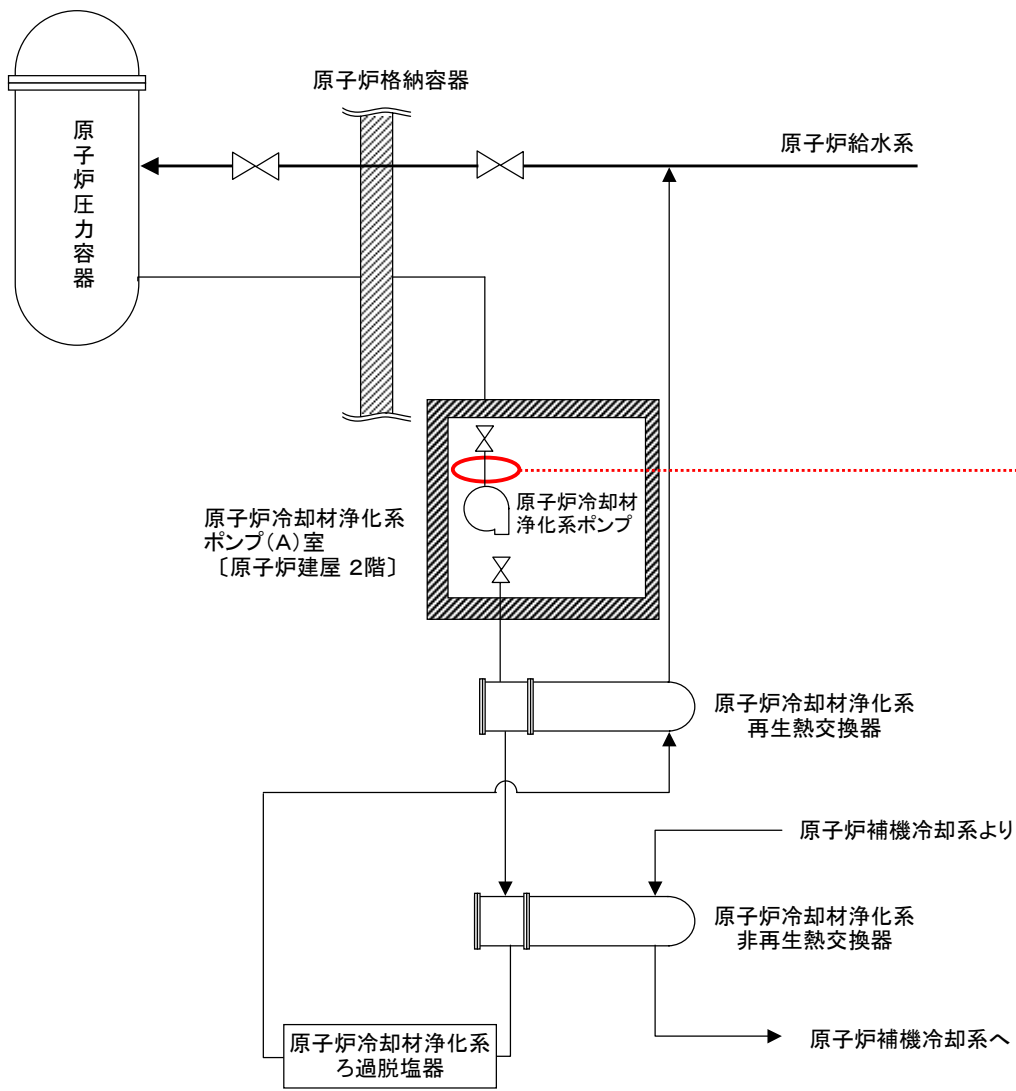 原子炉格納容器
原子炉給水系
原子炉圧力容器
原子炉冷却材
浄化系ポンプ
原子炉冷却材浄化系
ポンプ(A)室
〔原子炉建屋 2階〕
原子炉冷却材浄化系
再生熱交換器
原子炉補機冷却系より
原子炉冷却材浄化系
非再生熱交換器
原子炉冷却材浄化系
ろ過脱塩器
原子炉補機冷却系へ